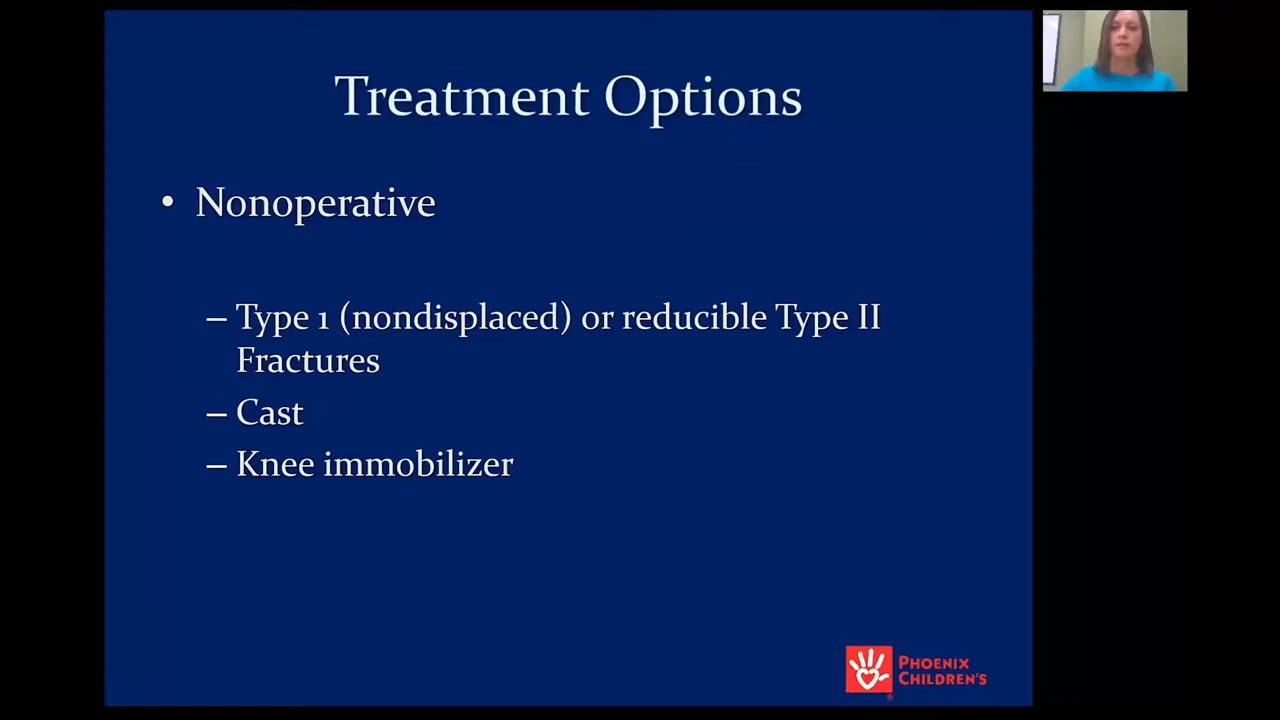 Treatment Options
• Nonoperative
– Type 1 (nondisplaced) or reducible Type II
Fractures
– Cast
– Knee immobilizer
PHOENIX
CHILDREN'S